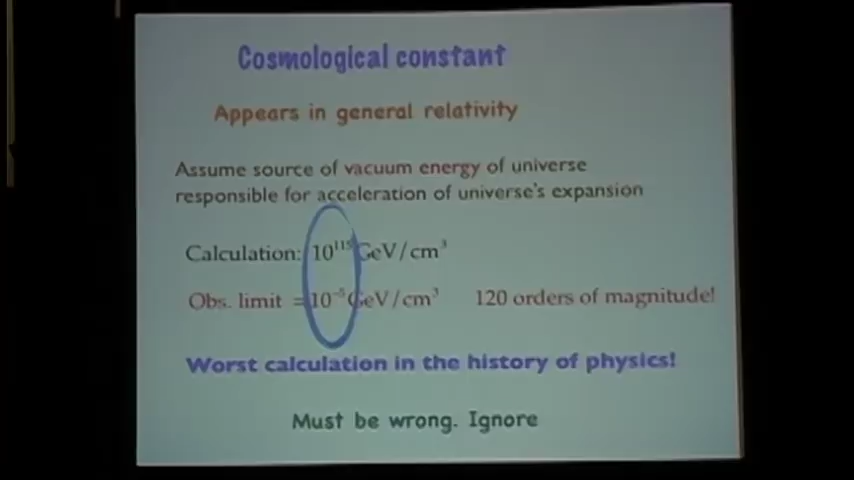 Cosmological constant
Appears in general relativity
Assume source of vacuum energy of universe
responsible for acceleration of universe's expansion
Calculation: 10¹¹⁵ GeV/cm³
Obs. limit = 10⁻⁵ GeV/cm³ 120 orders of magnitude!
Worst calculation in the history of physics!
Must be wrong. Ignore